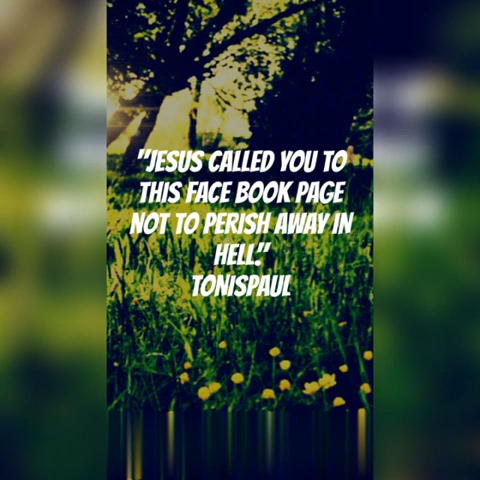 "JESUS CALLED YOU TO
THIS FACE BOOK PAGE
NOT TO PERISH AWAY IN
HELL."
TONISPAUL